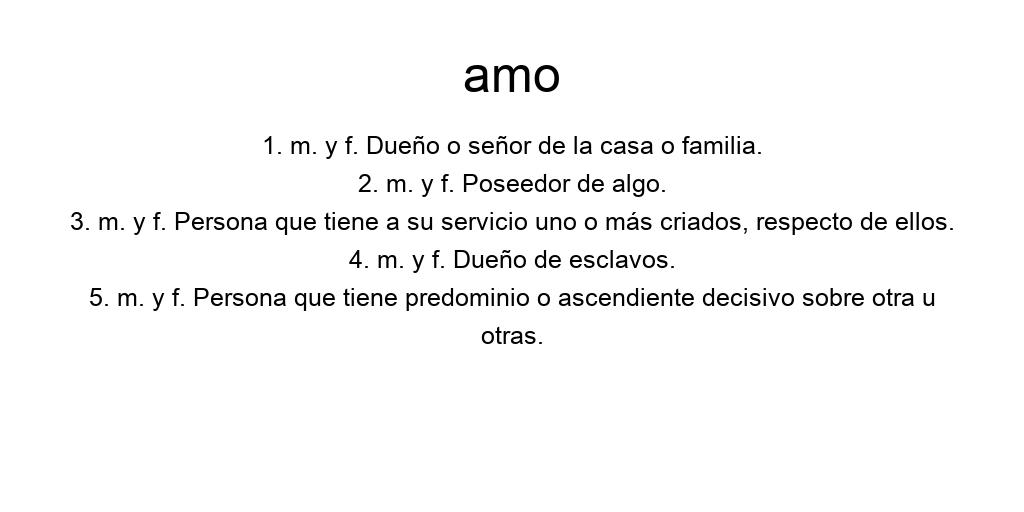 amo
1. m. y f. Dueño o señor de la casa o familia.
2. m. y f. Poseedor de algo.
3. m. y f. Persona que tiene a su servicio uno o más criados, respecto de ellos.
4. m. y f. Dueño de esclavos.
5. m. y f. Persona que tiene predominio o ascendiente decisivo sobre otra u
otras.